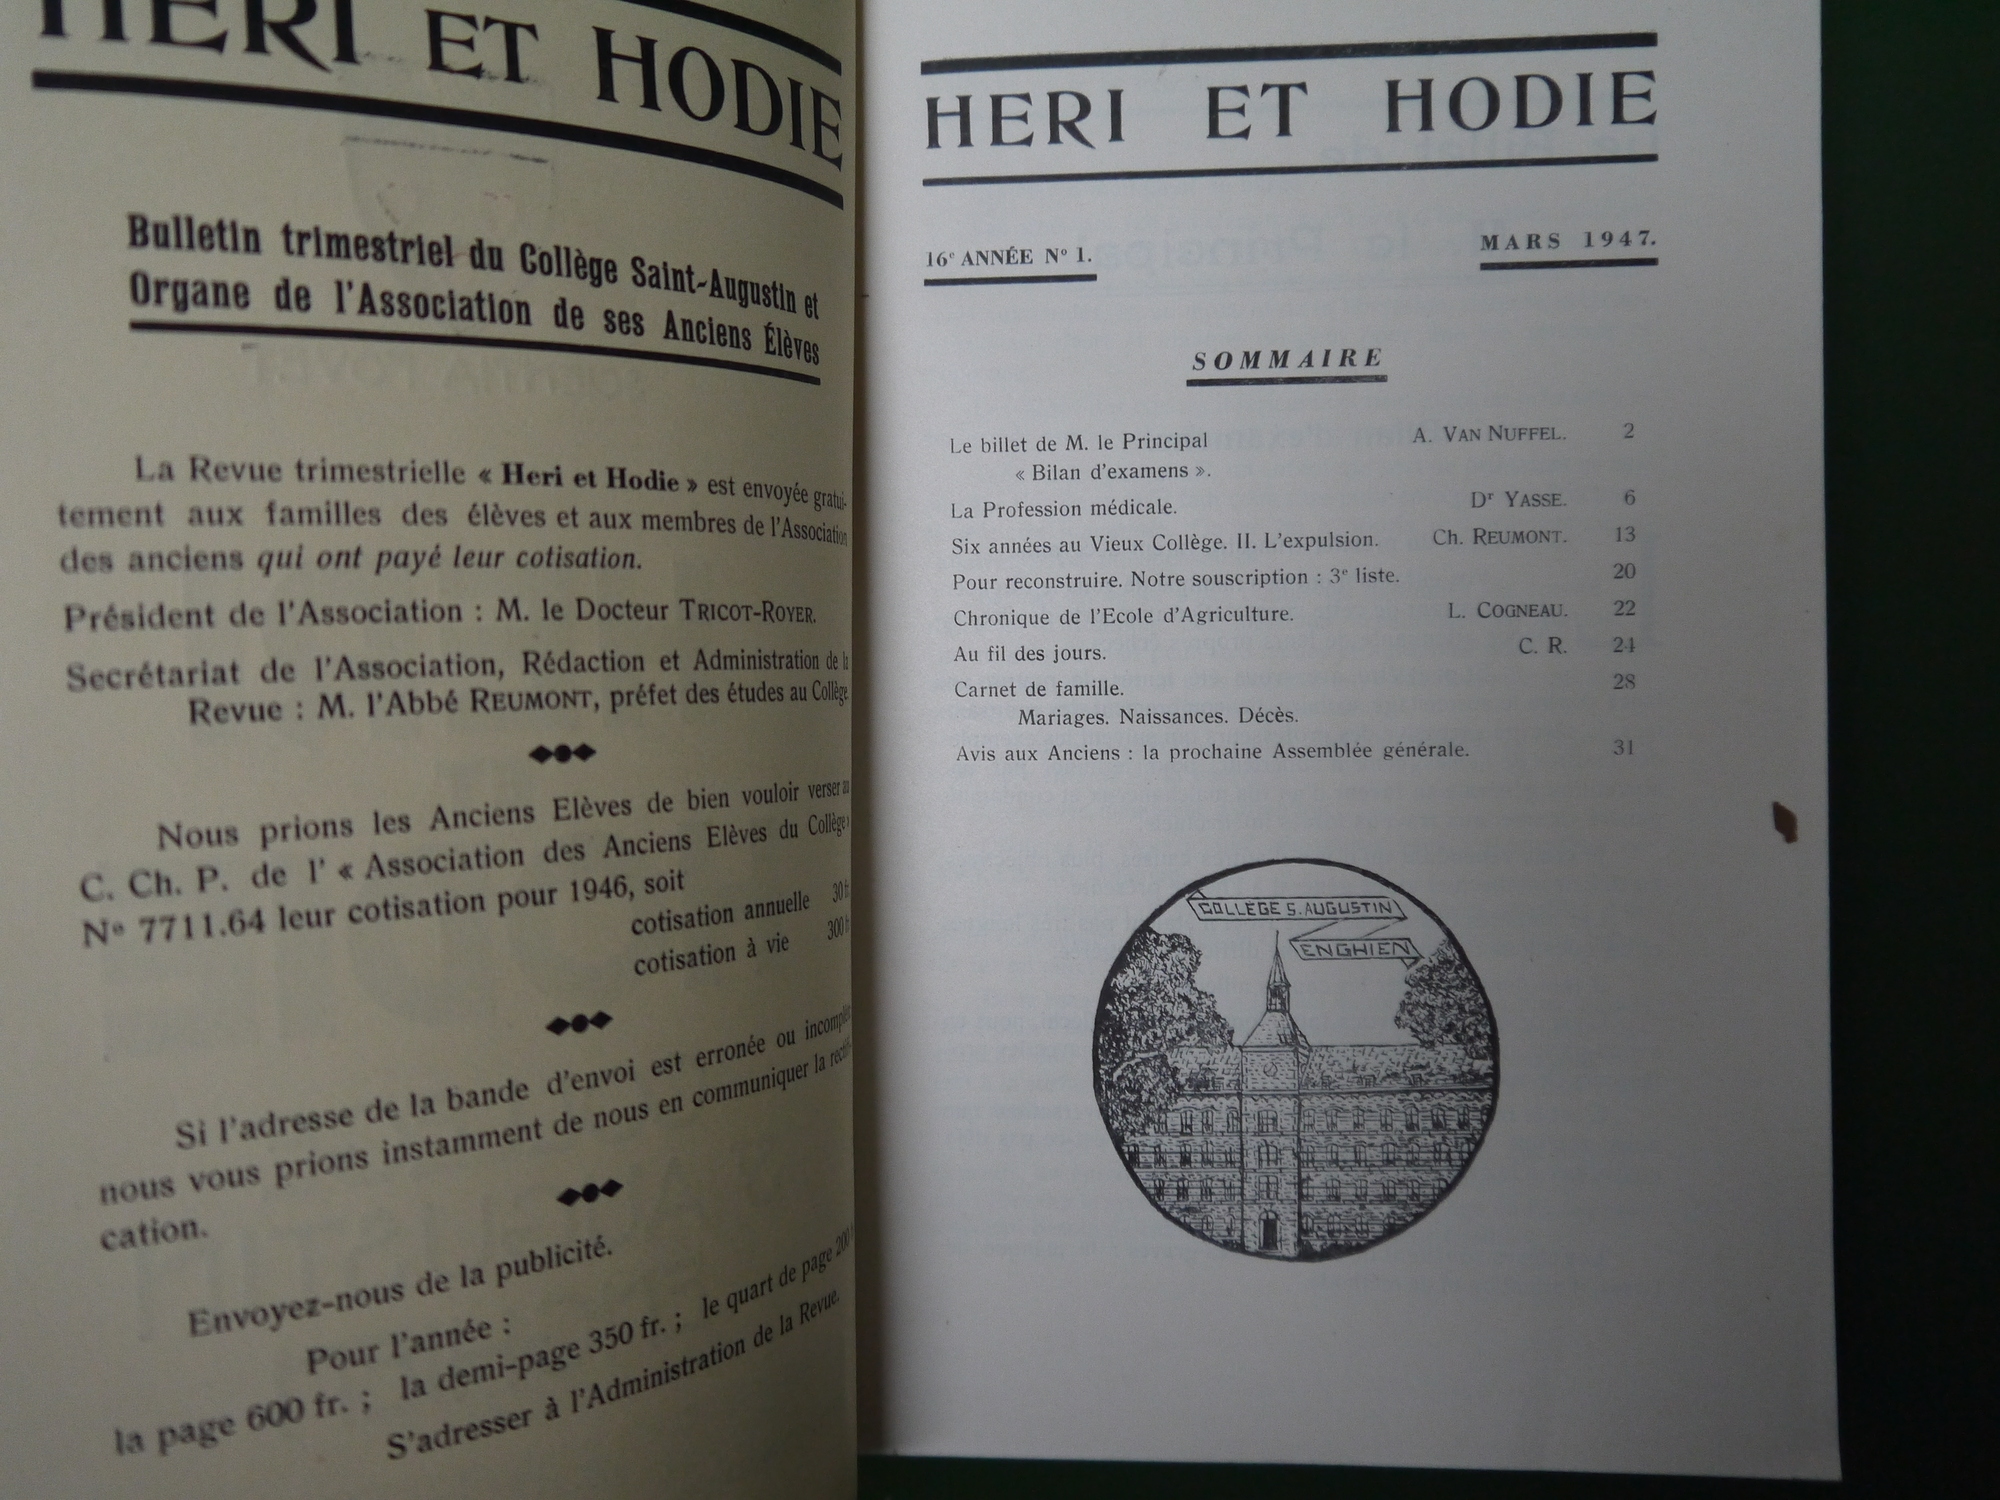 HERI ET HODIE
Bulletin trimestriel du Collège Saint-Augustin et
Organe de l'Association de ses Anciens Élèves
La Revue trimestrielle « Heri et Hodie » est envoyée gratui-
tement aux familles des élèves et aux membres de l'Association
des anciens qui ont payé leur cotisation.
Président de l'Association : M. le Docteur TRICOT-ROYER.
Secrétariat de l'Association, Rédaction et Administration de la
Revue : M. l'Abbé REUMONT, préfet des études au Collège.
Nous prions les Anciens Elèves de bien vouloir verser au
C. Ch. P. de l' « Association des Anciens Elèves du Collège »
Nº 7711.64 leur cotisation pour 1946, soit
cotisation annuelle 30 fr
cotisation à vie 300 fr
Si l'adresse de la bande d'envoi est erronée ou incomplète
nous vous prions instamment de nous en communiquer la rectifi-
cation.
Envoyez-nous de la publicité.
Pour l'année :
la page 600 fr. ; la demi-page 350 fr. ; le quart de page 200
S'adresser à l'Administration de la Revue.
HERI ET HODIE
16e ANNÉE Nº 1. MARS 1947.
SOMMAIRE
Le billet de M. le Principal A. VAN NUFFEL. 2
« Bilan d'examens ».
La Profession médicale. Dr YASSE. 6
Six années au Vieux Collège. II. L'expulsion. Ch. REUMONT. 13
Pour reconstruire. Notre souscription : 3e liste. 20
Chronique de l'Ecole d'Agriculture. L. COGNEAU. 22
Au fil des jours. C. R. 24
Carnet de famille. 28
Mariages. Naissances. Décès.
Avis aux Anciens : la prochaine Assemblée générale. 31
COLLÈGE S. AUGUSTIN
ENGHIEN